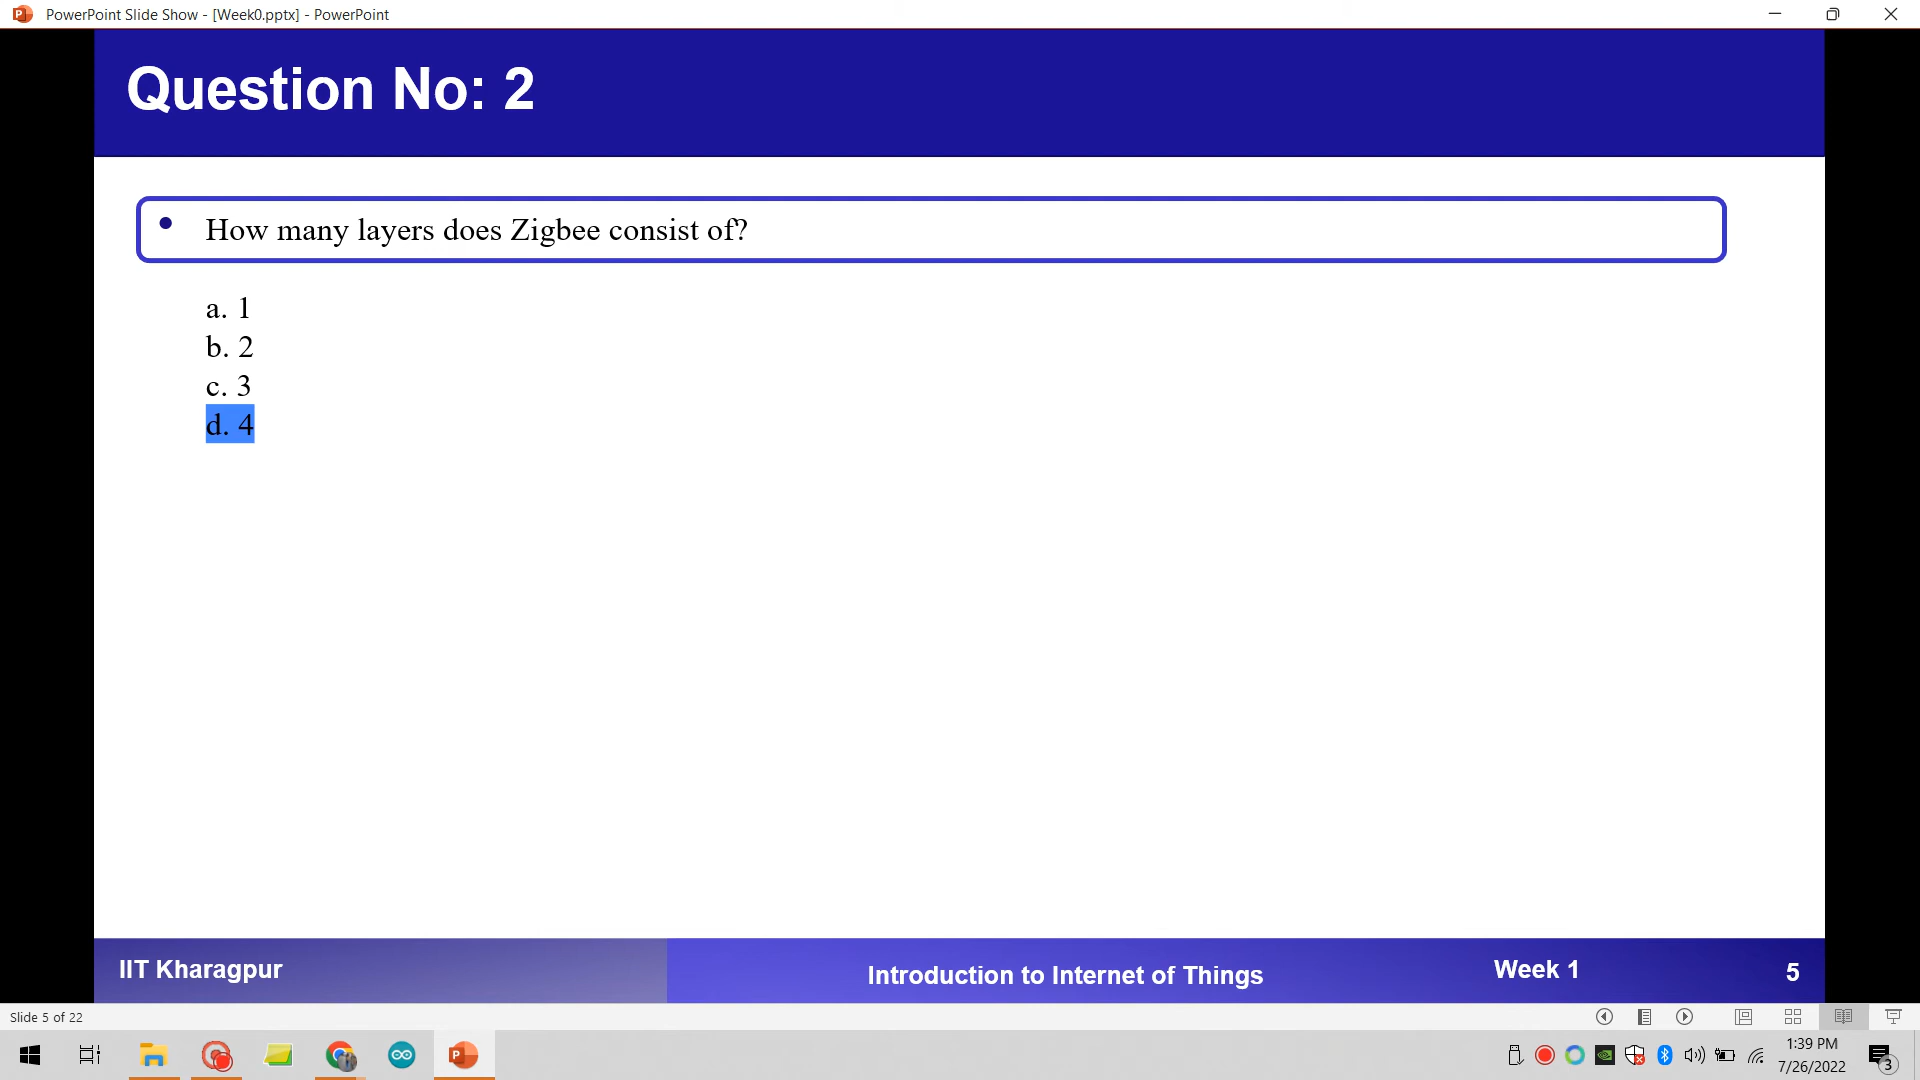 PowerPoint Slide Show - [Week0.pptx] - PowerPoint
Question No: 2
• How many layers does Zigbee consist of?
a. 1
b. 2
c. 3
d. 4
IIT Kharagpur
Introduction to Internet of Things
Week 1
5
Slide 5 of 22
1:39 PM
7/26/2022
3